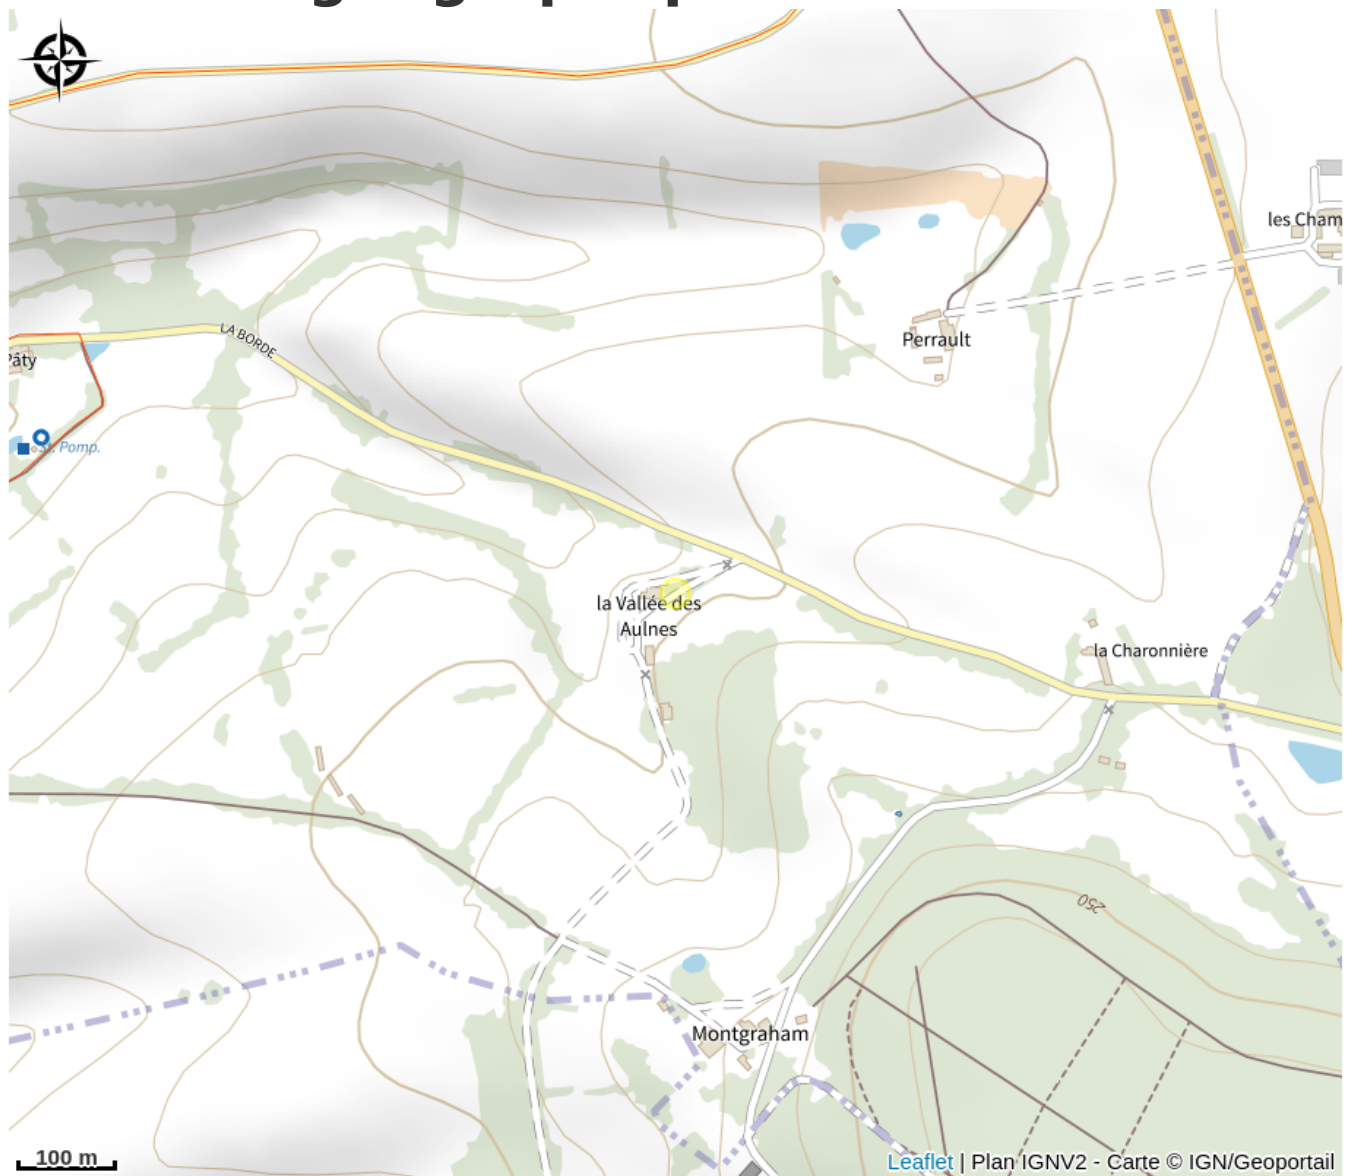 les Cham
LA BORDE
Perrault
Pâty
St. Pomp.
la Vallée des
Aulnes
la Charonnière
250
Montgraham
100 m
Leaflet | Plan IGNV2 - Carte © IGN/Geoportail